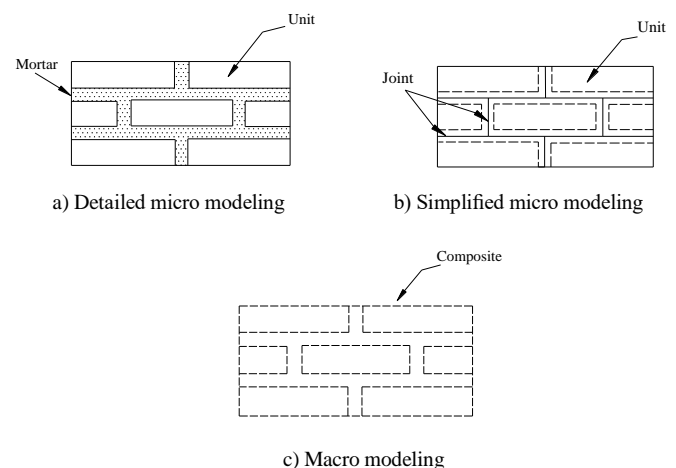 Unit
Mortar
a) Detailed micro modeling
Unit
Joint
b) Simplified micro modeling
Composite
c) Macro modeling